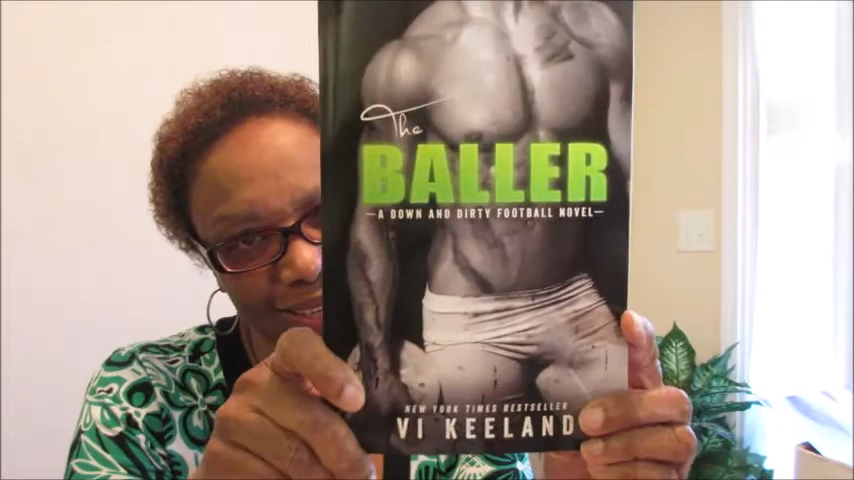 The
BALLER
—A DOWN AND DIRTY FOOTBALL NOVEL—
NEW YORK TIMES BESTSELLER
VI KEELAND